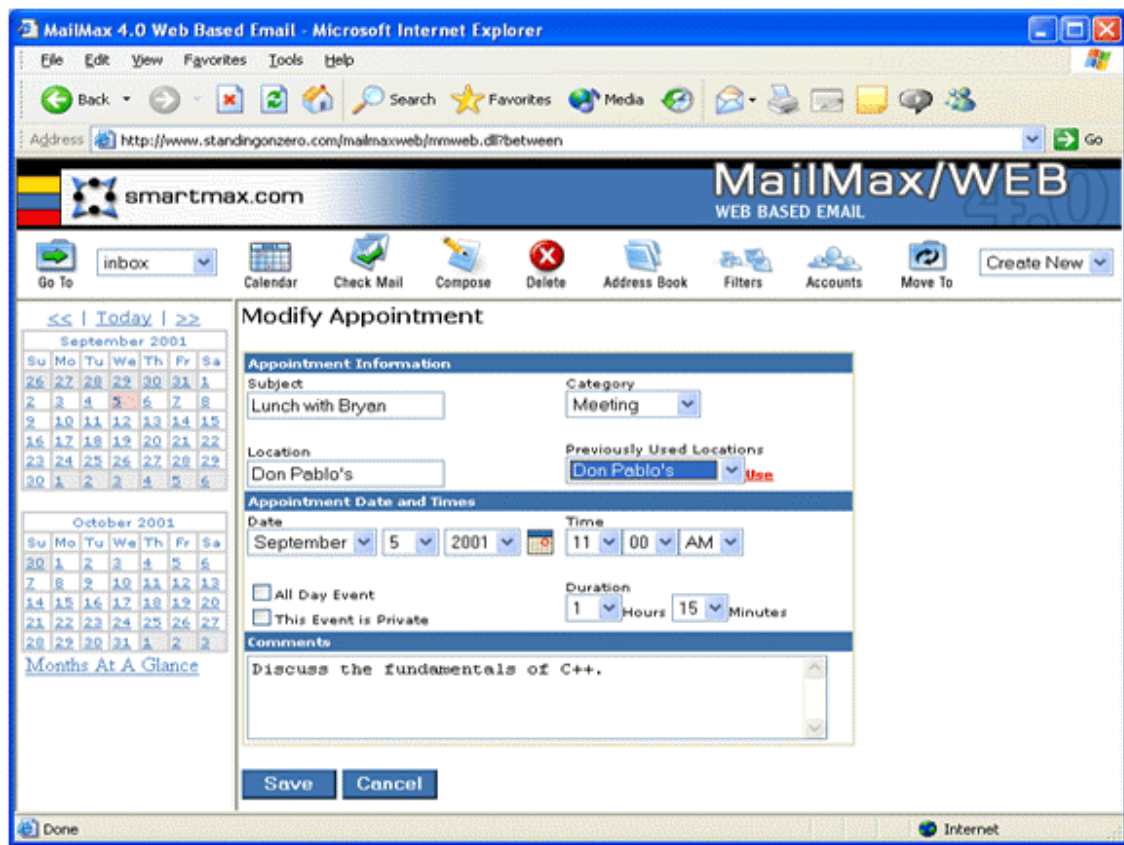 MailMax 4.0 Web Based Email - Microsoft Internet Explorer
File Edit View Favorites Tools Help
Back Search Favorites Media
Address http://www.standingonzero.com/mailmaxweb/mmweb.dll?between Go
smartmax.com MailMax/WEB
WEB BASED EMAIL 4.0
inbox Create New
Go To Calendar Check Mail Compose Delete Address Book Filters Accounts Move To
<< | Today | >>
September 2001
Su Mo Tu We Th Fr Sa
26 27 28 29 30 31 1
2 3 4 5 6 7 8
9 10 11 12 13 14 15
16 17 18 19 20 21 22
23 24 25 26 27 28 29
30 1 2 3 4 5 6
October 2001
Su Mo Tu We Th Fr Sa
30 1 2 3 4 5 6
7 8 9 10 11 12 13
14 15 16 17 18 19 20
21 22 23 24 25 26 27
28 29 30 31 1 2 3
Months At A Glance
Modify Appointment
Appointment Information
Subject Category
Lunch with Bryan Meeting
Location Previously Used Locations
Don Pablo's Don Pablo's Use
Appointment Date and Times
Date Time
September 5 2001 11 00 AM
All Day Event Duration
This Event is Private 1 Hours 15 Minutes
Comments
Discuss the fundamentals of C++.
Save Cancel
Done Internet